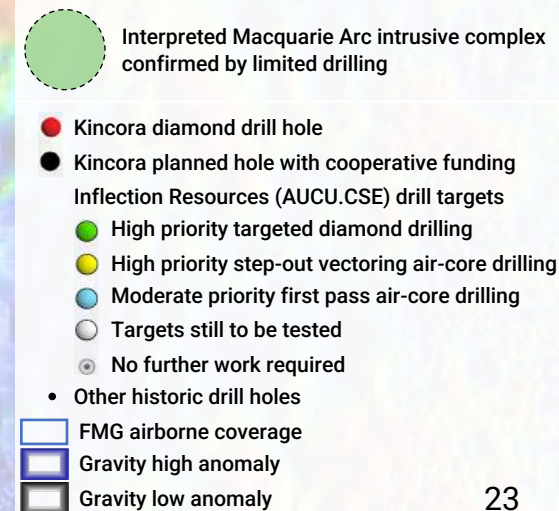 Interpreted Macquarie Arc intrusive complex
confirmed by limited drilling
Kincora diamond drill hole
Kincora planned hole with cooperative funding
Inflection Resources (AUCU.CSE) drill targets
High priority targeted diamond drilling
High priority step-out vectoring air-core drilling
Moderate priority first pass air-core drilling
Targets still to be tested
No further work required
Other historic drill holes
FMG airborne coverage
Gravity high anomaly
Gravity low anomaly
23